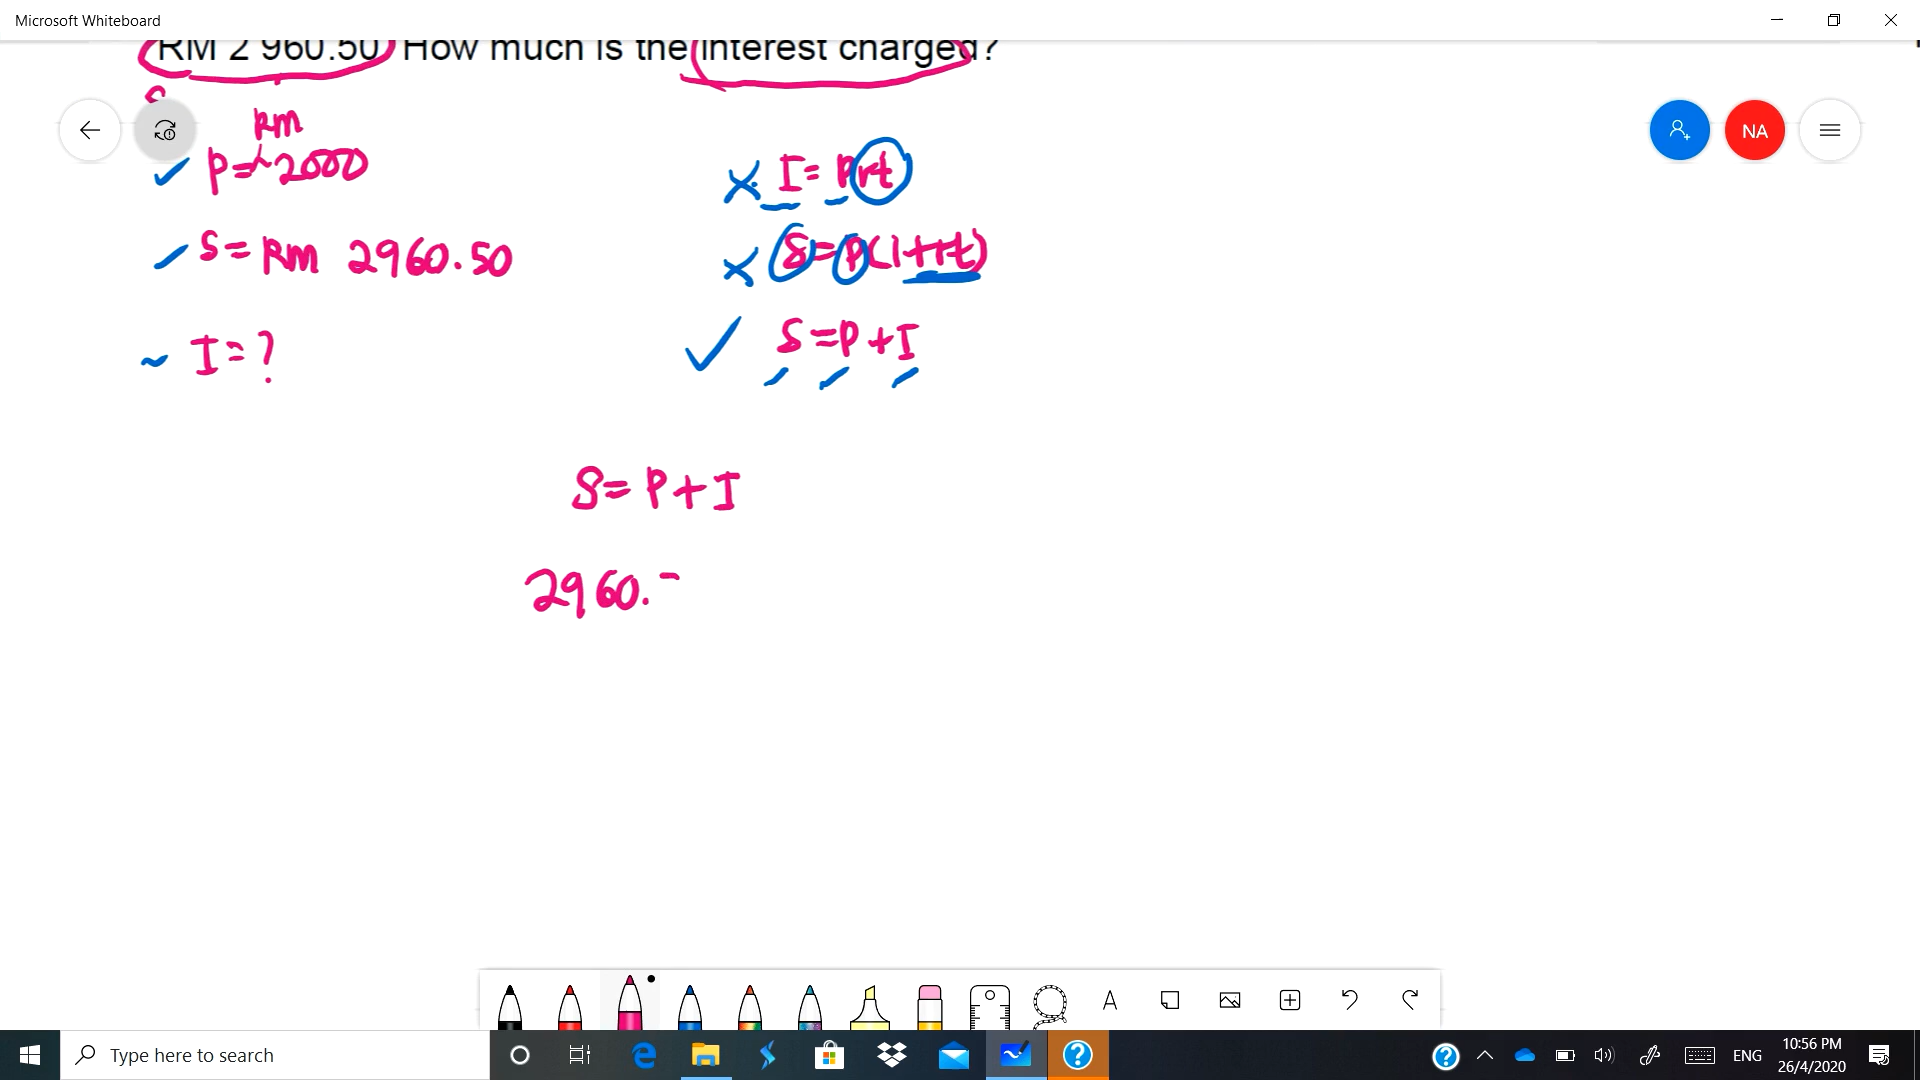 Microsoft Whiteboard
RM 2 960.50 How much is the interest charged?
S
RM
P = 2000
S = RM 2960.50
I = ?
NA
I = Prt
S = P(1+rt)
S = P + I
S = P + I
2960.
A
Type here to search
ENG
10:56 PM
26/4/2020